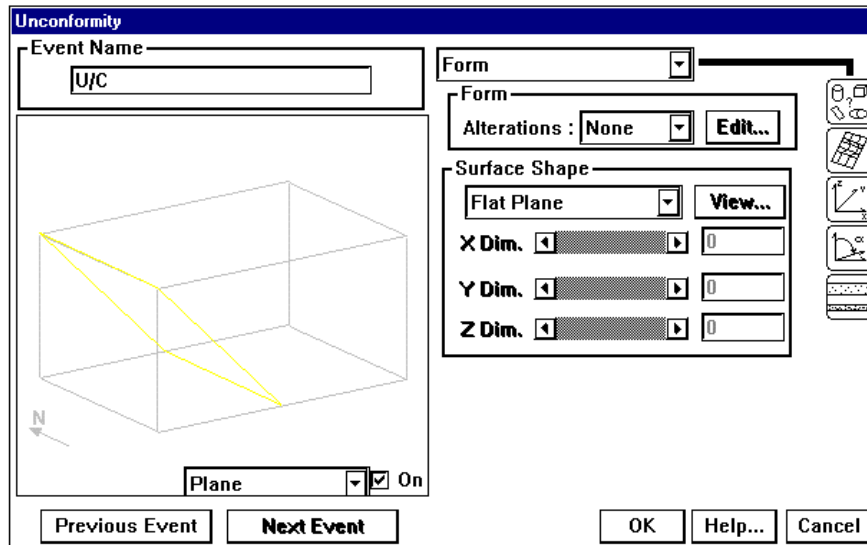 Unconformity
Event Name
U/C
Form
Form
Alterations : None Edit...
Surface Shape
Flat Plane View...
X Dim. 0
Y Dim. 0
Z Dim. 0
N
Plane On
Previous Event Next Event OK Help... Cancel